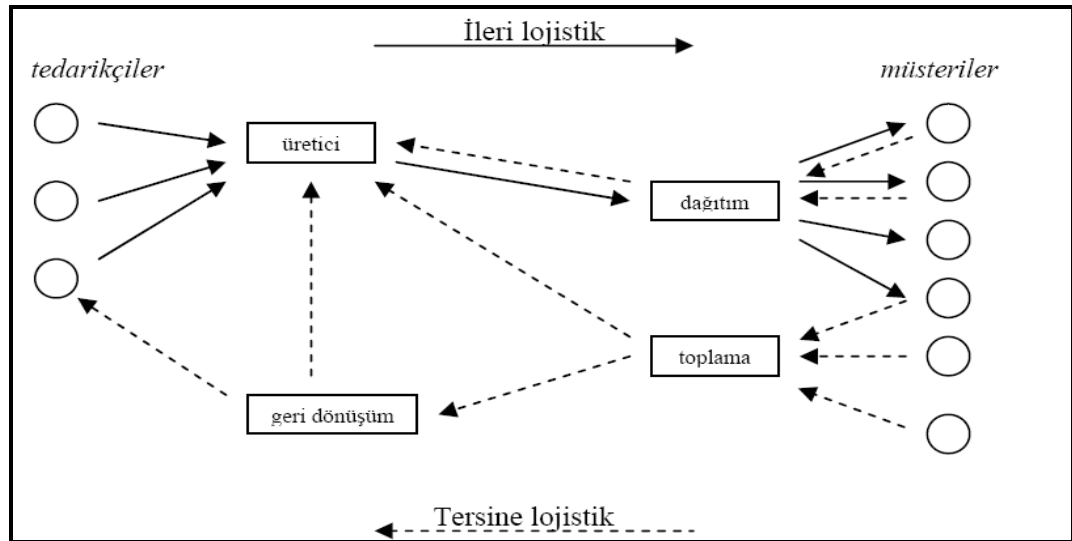 İleri lojistik
tedarikçiler
müsteriler
üretici
dağıtım
toplama
geri dönüşüm
Tersine lojistik